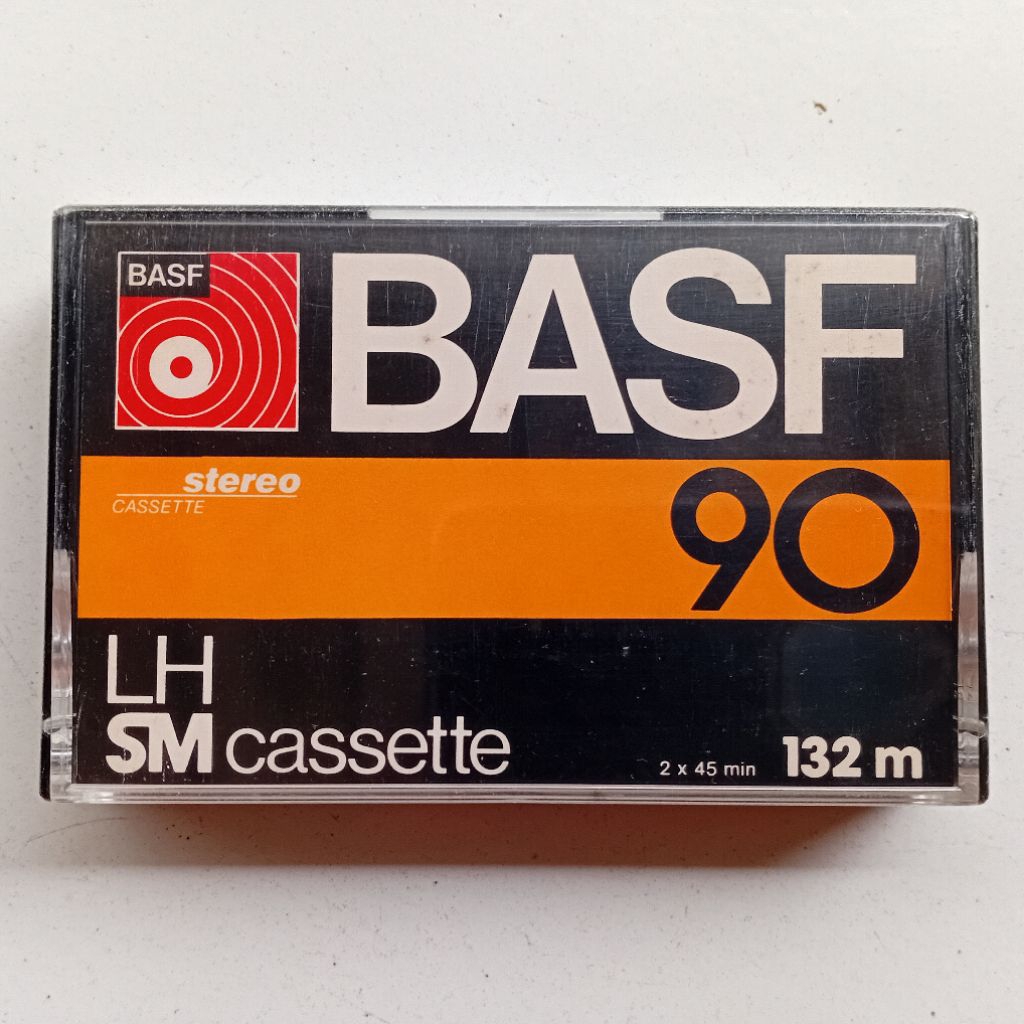 BASF
BASF
stereo
CASSETTE
90
LH
SM cassette
2 x 45 min
132 m